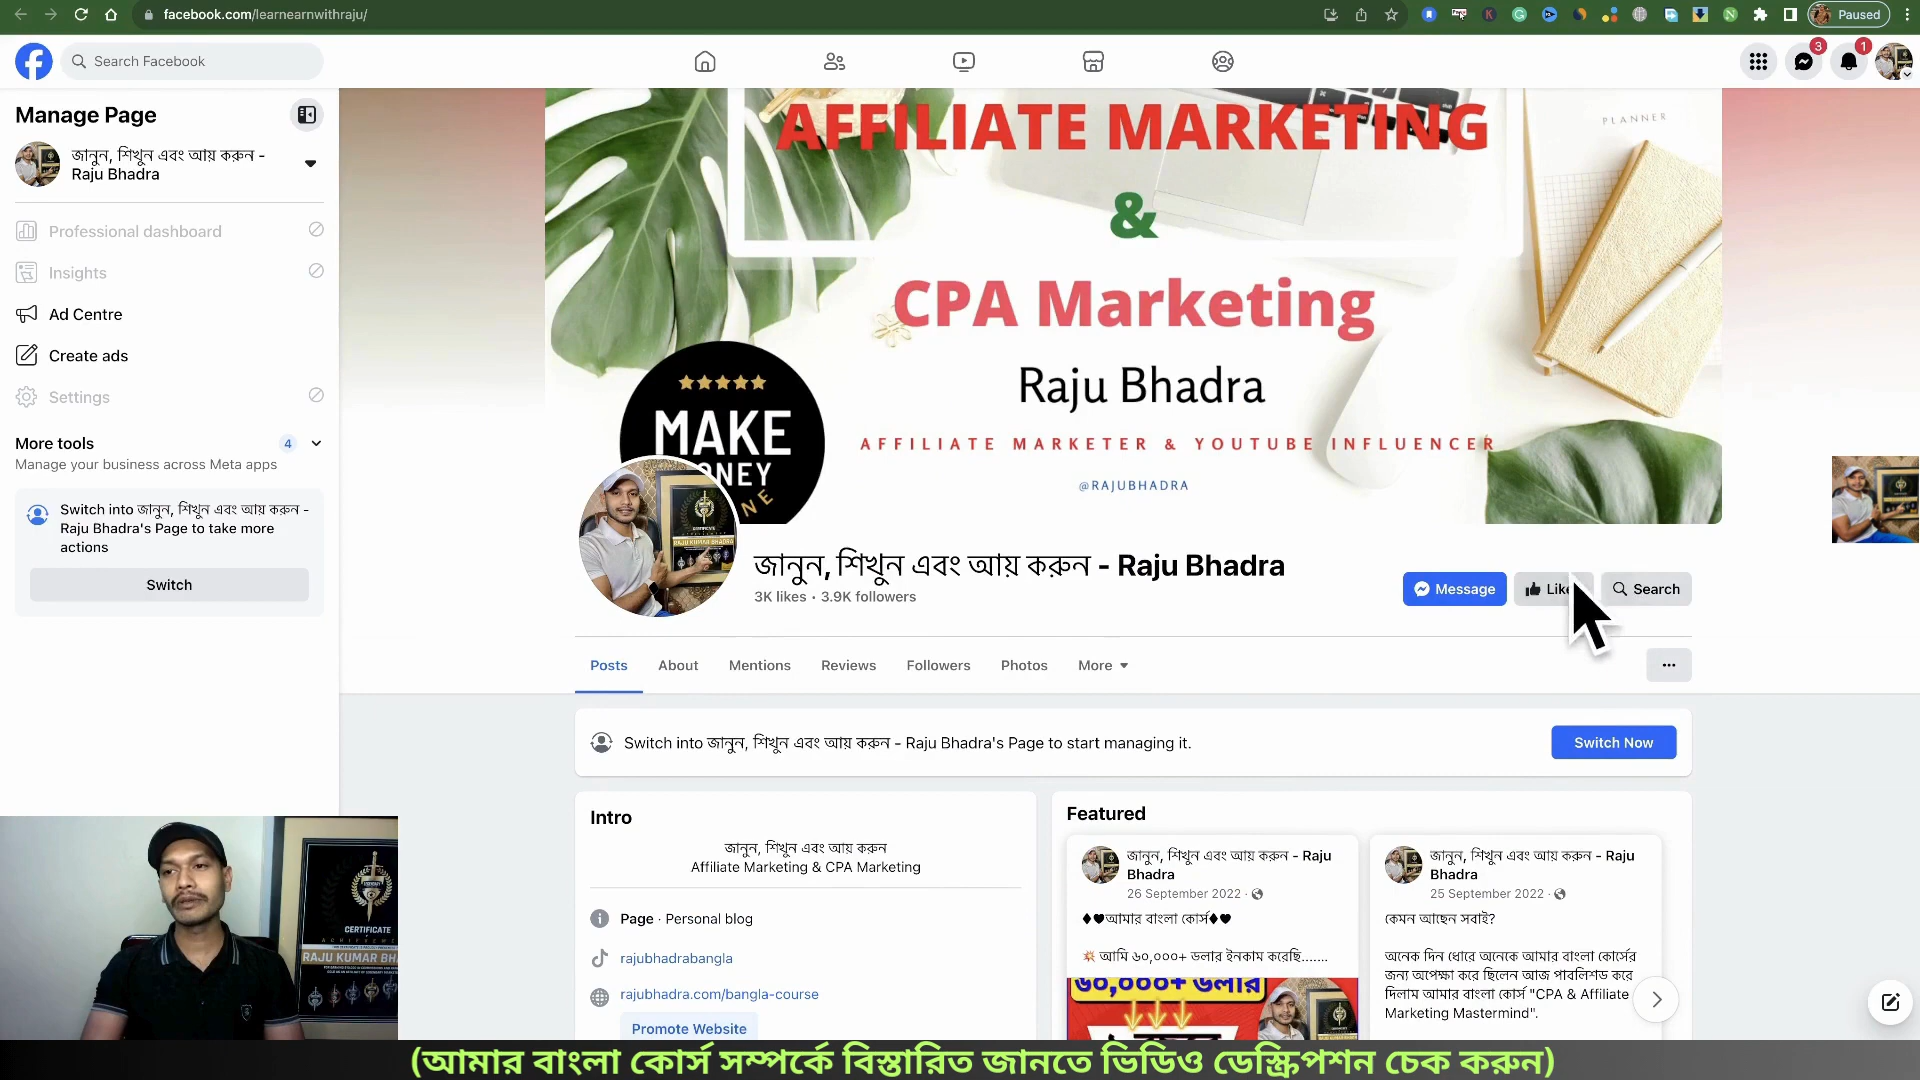 facebook.com/learnearnwithraju/
Paused
Search Facebook
3
1
Manage Page
জানুন, শিখুন এবং আয় করুন -
Raju Bhadra
Professional dashboard
Insights
Ad Centre
Create ads
Settings
More tools
4
Manage your business across Meta apps
Switch into জানুন, শিখুন এবং আয় করুন -
Raju Bhadra's Page to take more
actions
Switch
AFFILIATE MARKETING
PLANNER
&
CPA Marketing
Raju Bhadra
AFFILIATE MARKETER & YOUTUBE INFLUENCER
@RAJUBHADRA
MAKE
জানুন, শিখুন এবং আয় করুন - Raju Bhadra
3K likes • 3.9K followers
Message
Like
Search
Posts
About
Mentions
Reviews
Followers
Photos
More
Switch into জানুন, শিখুন এবং আয় করুন - Raju Bhadra's Page to start managing it.
Switch Now
Intro
জানুন, শিখুন এবং আয় করুন
Affiliate Marketing & CPA Marketing
Page · Personal blog
rajubhadrabangla
rajubhadra.com/bangla-course
Promote Website
Featured
জানুন, শিখুন এবং আয় করুন - Raju
Bhadra
26 September 2022 ·
♦♥আমার বাংলা কোর্স♦♥
💥 আমি ৬০,০০০+ ডলার ইনকাম করেছি.......
৬০,০০০+ ডলার
জানুন, শিখুন এবং আয় করুন - Raju
Bhadra
25 September 2022 ·
কেমন আছেন সবাই?
অনেক দিন ধোরে অনেকে আমার বাংলা কোর্সের
জন্য অপেক্ষা করে ছিলেন আজ পাবলিশড করে
দিলাম আমার বাংলা কোর্স "CPA & Affiliate
Marketing Mastermind".
CERTIFICATE
RAJU KUMAR BHA
(আমার বাংলা কোর্স সম্পর্কে বিস্তারিত জানতে ভিডিও ডেস্ক্রিপশন চেক করুন)